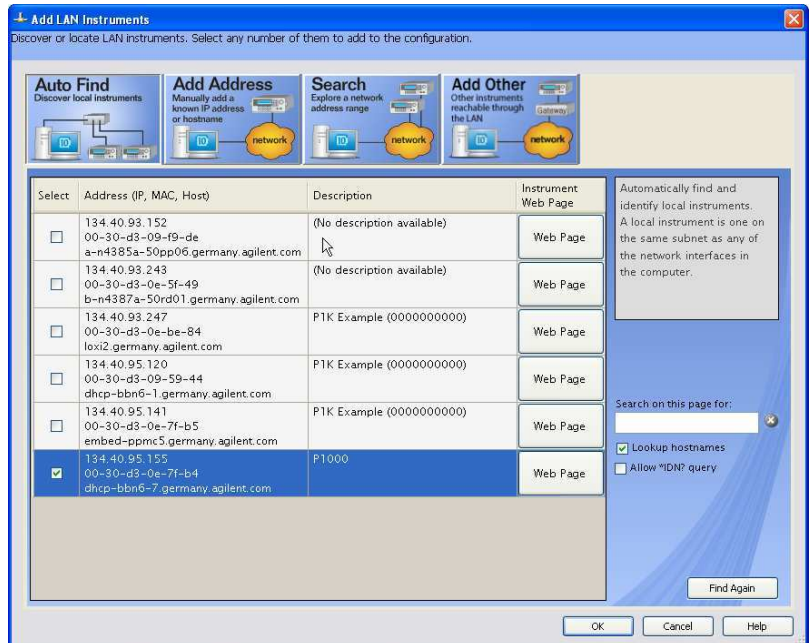 Add LAN Instruments
Discover or locate LAN instruments. Select any number of them to add to the configuration.
Auto Find
Discover local instruments
ID
Add Address
Manually add a
known IP address
or hostname
ID
network
Search
Explore a network
address range
ID
network
Add Other
Other instruments
reachable through
the LAN
Gateway
ID
network
Select
Address (IP, MAC, Host)
Description
Instrument
Web Page
134.40.93.152
00-30-d3-09-f9-de
a-n4385a-50pp06.germany.agilent.com
(No description available)
Web Page
134.40.93.243
00-30-d3-0e-5f-49
b-n4387a-50rd01.germany.agilent.com
(No description available)
Web Page
134.40.93.247
00-30-d3-0e-be-84
loxi2.germany.agilent.com
P1K Example (0000000000)
Web Page
134.40.95.120
00-30-d3-09-59-44
dhcp-bbn6-1.germany.agilent.com
P1K Example (0000000000)
Web Page
134.40.95.141
00-30-d3-0e-7f-b5
embed-ppmc5.germany.agilent.com
P1K Example (0000000000)
Web Page
134.40.95.155
00-30-d3-0e-7f-b4
dhcp-bbn6-7.germany.agilent.com
P1000
Web Page
Automatically find and
identify local instruments.
A local instrument is one on
the same subnet as any of
the network interfaces in
the computer.
Search on this page for:
Lookup hostnames
Allow *IDN? query
Find Again
OK
Cancel
Help